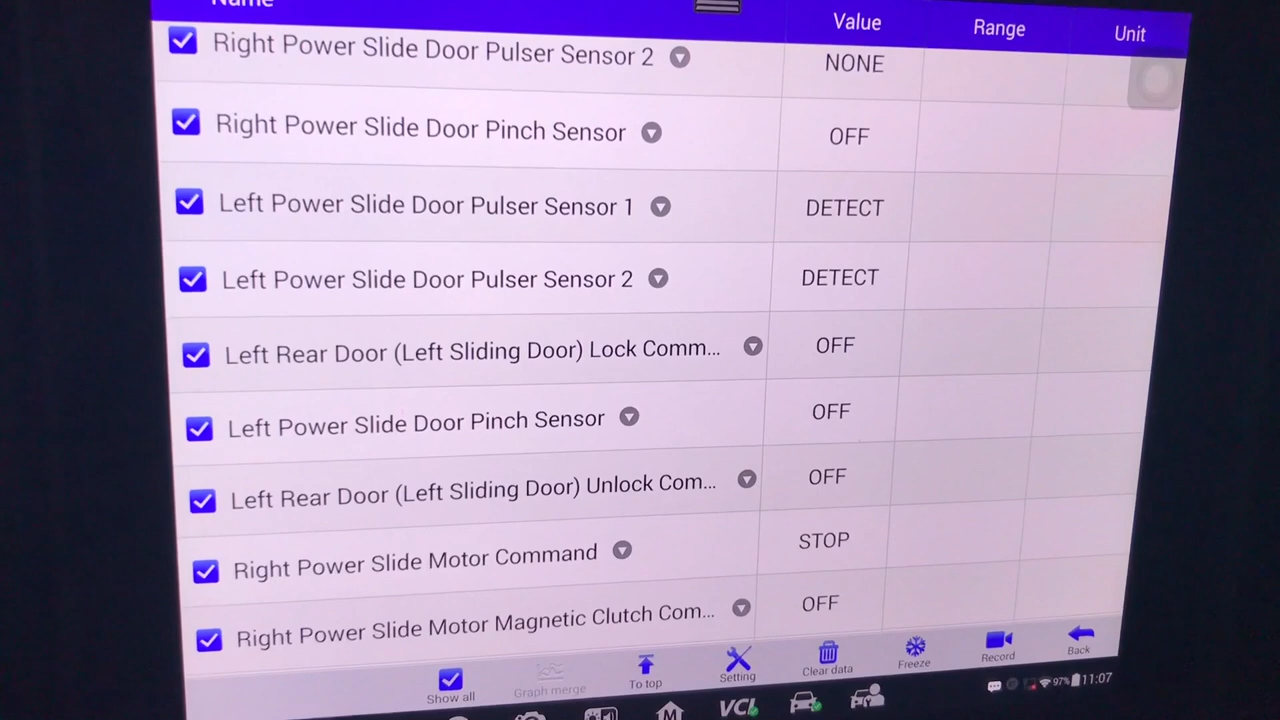 Name Value Range Unit
Right Power Slide Door Pulser Sensor 2 NONE
Right Power Slide Door Pinch Sensor OFF
Left Power Slide Door Pulser Sensor 1 DETECT
Left Power Slide Door Pulser Sensor 2 DETECT
Left Rear Door (Left Sliding Door) Lock Comm... OFF
Left Power Slide Door Pinch Sensor OFF
Left Rear Door (Left Sliding Door) Unlock Com... OFF
Right Power Slide Motor Command STOP
Right Power Slide Motor Magnetic Clutch Com... OFF
Show all Graph merge To top Setting Clear data Freeze Record Back
M VCI 97% 11:07